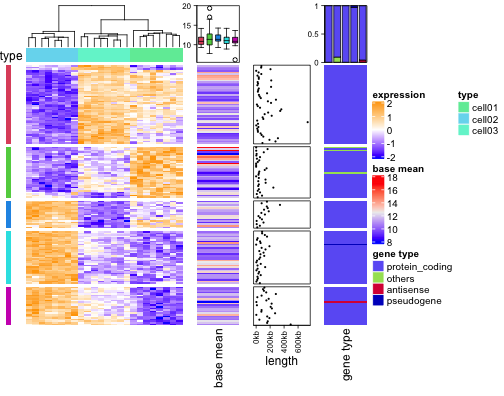 20
15
10
1
0.5
0
type
expression
2
1
0
-1
-2
type
cell01
cell02
cell03
base mean
18
16
14
12
10
8
gene type
protein_coding
others
antisense
pseudogene
base mean
0kb
200kb
400kb
600kb
length
gene type